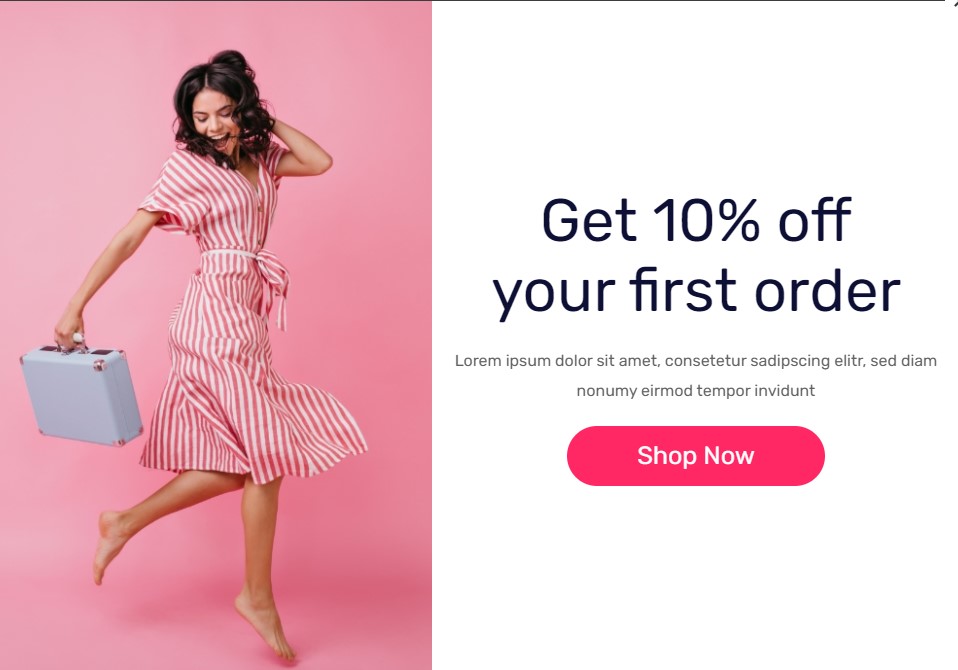 Get 10% off
your first order
Lorem ipsum dolor sit amet, consetetur sadipscing elitr, sed diam
nonumy eirmod tempor invidunt
Shop Now